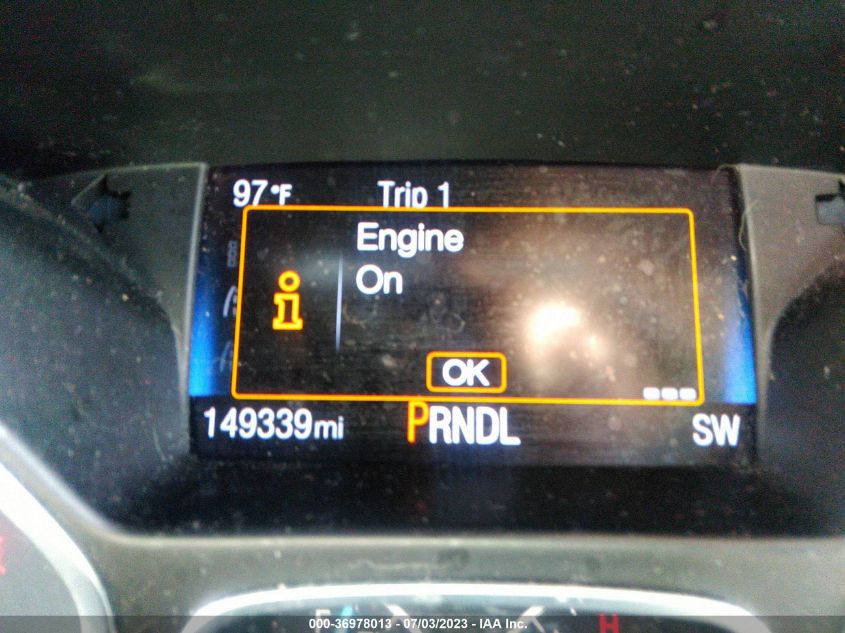 97°F Trip 1
Engine
On
i
OK
149339mi PRNDL SW
H
000-36978013 - 07/03/2023 - IAA Inc.